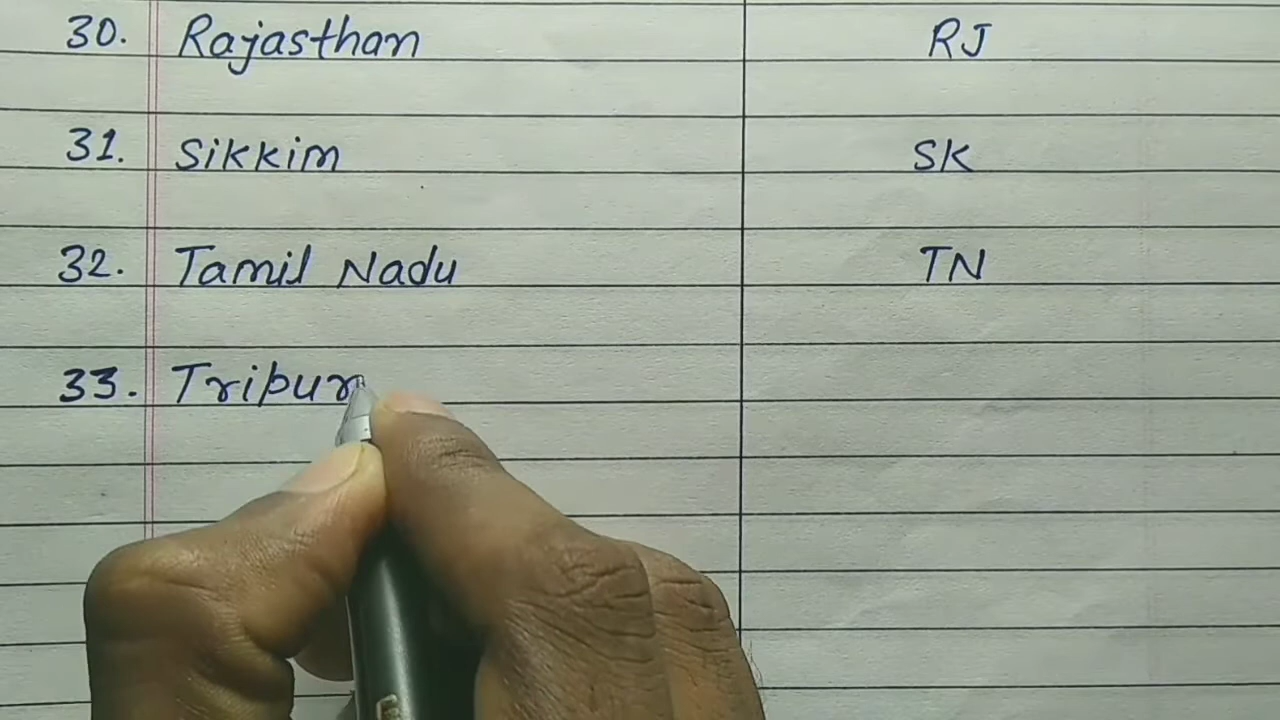 30. Rajasthan RJ
31. Sikkim SK
32. Tamil Nadu TN
33. Tripur